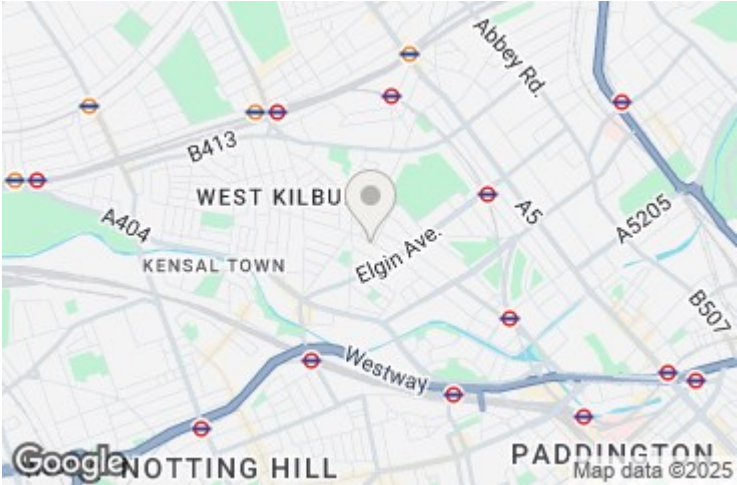 Abbey Rd.
B413
WEST KILBU
A5
A404
A5205
Elgin Ave.
KENSAL TOWN
B507
Westway
PADDINGTON
Google
NOTTING HILL
Map data ©2025